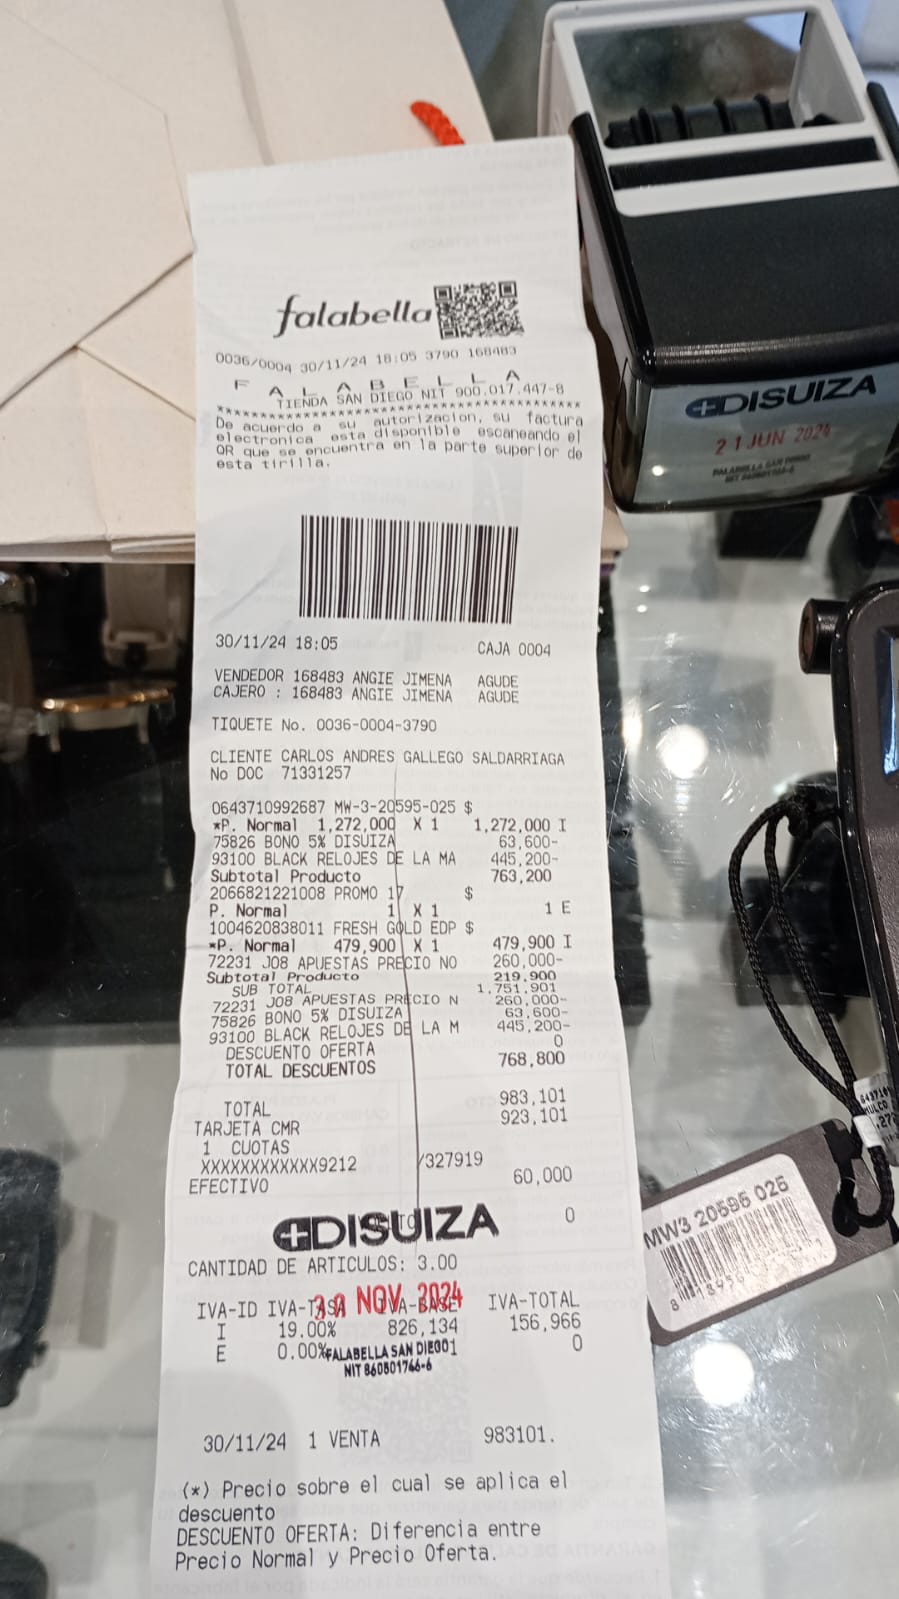 falabella
0036/0004 30/11/24 18:05 3790 168483
F A L A B E L L A
TIENDA SAN DIEGO NIT 900.017.447-8
****************************************
De acuerdo a su autorizacion, su factura
electronica esta disponible escaneando el
QR que se encuentra en la parte superior de
esta tirilla.
30/11/24 18:05 CAJA 0004
VENDEDOR 168483 ANGIE JIMENA AGUDE
CAJERO : 168483 ANGIE JIMENA AGUDE
TIQUETE No. 0036-0004-3790
CLIENTE CARLOS ANDRES GALLEGO SALDARRIAGA
No DOC 71331257
0643710992687 MW-3-20595-025 $
*P. Normal 1,272,000 X 1 1,272,000 I
75826 BONO 5% DISUIZA 63,600-
93100 BLACK RELOJES DE LA MA 445,200-
Subtotal Producto 763,200
2066821221008 PROMO 17 $
P. Normal 1 X 1 1 E
1004620838011 FRESH GOLD EDP $
*P. Normal 479,900 X 1 479,900 I
72231 J08 APUESTAS PRECIO NO 260,000-
Subtotal Producto 219,900
SUB TOTAL 1,751,901
72231 J08 APUESTAS PRECIO N 260,000-
75826 BONO 5% DISUIZA 63,600-
93100 BLACK RELOJES DE LA M 445,200-
DESCUENTO OFERTA 0
TOTAL DESCUENTOS 768,800
TOTAL 983,101
TARJETA CMR 923,101
1 CUOTAS
XXXXXXXXXXXX9212 /327919
EFECTIVO 60,000
0
DISUIZA
CANTIDAD DE ARTICULOS: 3.00
30 NOV 2024
IVA-ID IVA-TASA IVA-BASE IVA-TOTAL
I 19.00% 826,134 156,966
E 0.00% 1 0
FALABELLA SAN DIEGO
NIT 860801746-6
30/11/24 1 VENTA 983101.
(*) Precio sobre el cual se aplica el
descuento
DESCUENTO OFERTA: Diferencia entre
Precio Normal y Precio Oferta.
DISUIZA
21 JUN 2024
FALABELLA SAN DIEGO
MW3 20595 025